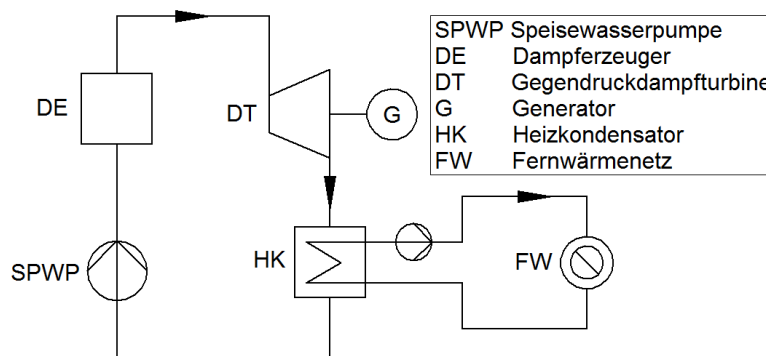 SPWP Speisewasserpumpe
DE Dampferzeuger
DT Gegendruckdampfturbine
G Generator
HK Heizkondensator
FW Fernwärmenetz
DE
DT
G
SPWP
HK
FW